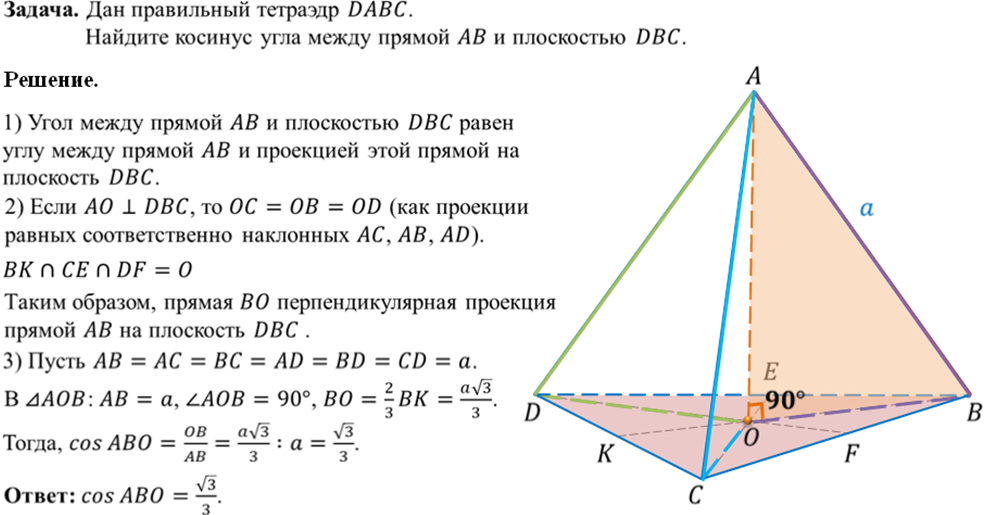 Задача. Дан правильный тетраэдр DABC.
Найдите косинус угла между прямой AB и плоскостью DBC.
Решение.
1) Угол между прямой AB и плоскостью DBC равен
углу между прямой AB и проекцией этой прямой на
плоскость DBC.
2) Если AO ⊥ DBC, то OC = OB = OD (как проекции
равных соответственно наклонных AC, AB, AD).
BK ∩ CE ∩ DF = O
Таким образом, прямая BO перпендикулярная проекция
прямой AB на плоскость DBC .
3) Пусть AB = AC = BC = AD = BD = CD = a.
В ⊿AOB: AB = a, ∠AOB = 90°, BO = 2/3 BK = a√3/3.
Тогда, cos ABO = OB/AB = a√3/3 : a = √3/3.
Ответ: cos ABO = √3/3.
A
a
E
90°
D
B
O
K
F
C